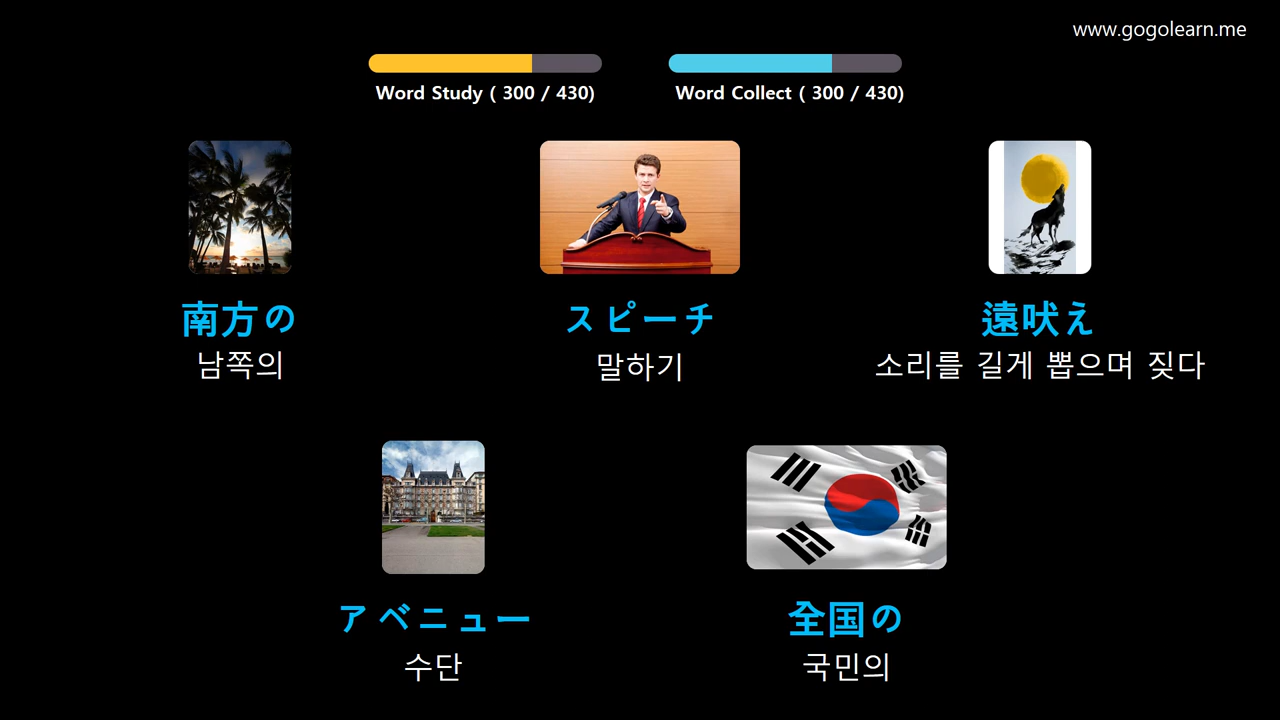 www.gogolearn.me
Word Study ( 300 / 430)
Word Collect ( 300 / 430)
南方の
남쪽의
スピーチ
말하기
遠吠え
소리를 길게 뽑으며 짖다
アベニュー
수단
全国の
국민의